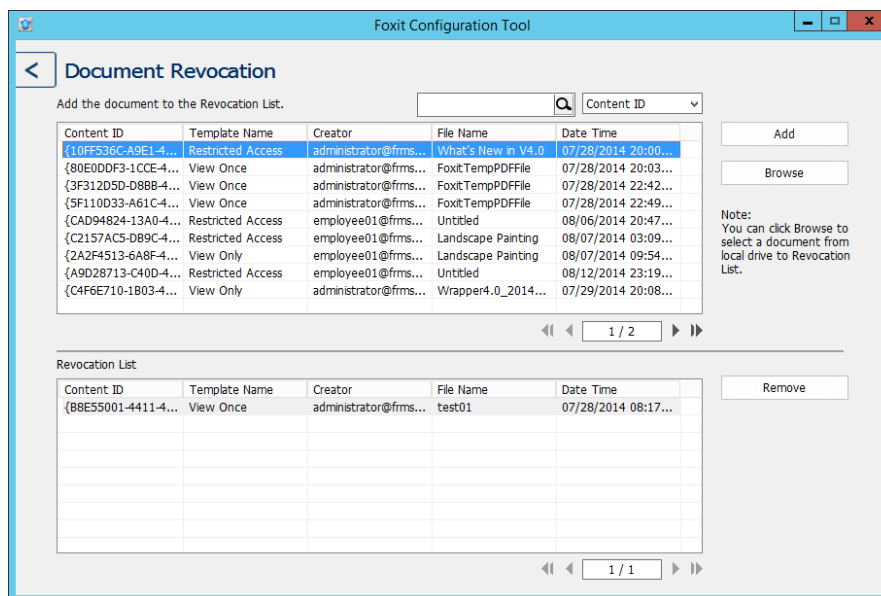 Foxit Configuration Tool
<
Document Revocation
Add the document to the Revocation List.
Content ID
Content ID Template Name Creator File Name Date Time
{10FF536C-A9E1-4... Restricted Access administrator@frms... What's New in V4.0 07/28/2014 20:00...
{80E0DDF3-1CCE-4... View Once administrator@frms... FoxitTempPDFFile 07/28/2014 20:03...
{3F312D5D-D8BB-4... View Once administrator@frms... FoxitTempPDFFile 07/28/2014 22:42...
{5F110D33-A61C-4... View Once administrator@frms... FoxitTempPDFFile 07/28/2014 22:49...
{CAD94824-13A0-4... Restricted Access employee01@frms... Untitled 08/06/2014 20:47...
{C2157AC5-DB9C-4... Restricted Access employee01@frms... Landscape Painting 08/07/2014 03:09...
{2A2F4513-6A8F-4... View Only employee01@frms... Landscape Painting 08/07/2014 09:54...
{A9D28713-C40D-4... Restricted Access employee01@frms... Untitled 08/12/2014 23:19...
{C4F6E710-1B03-4... View Only administrator@frms... Wrapper4.0_2014... 07/29/2014 20:08...
1 / 2
Add
Browse
Note:
You can click Browse to
select a document from
local drive to Revocation
List.
Revocation List
Content ID Template Name Creator File Name Date Time
{B8E55001-4411-4... View Once administrator@frms... test01 07/28/2014 08:17...
1 / 1
Remove